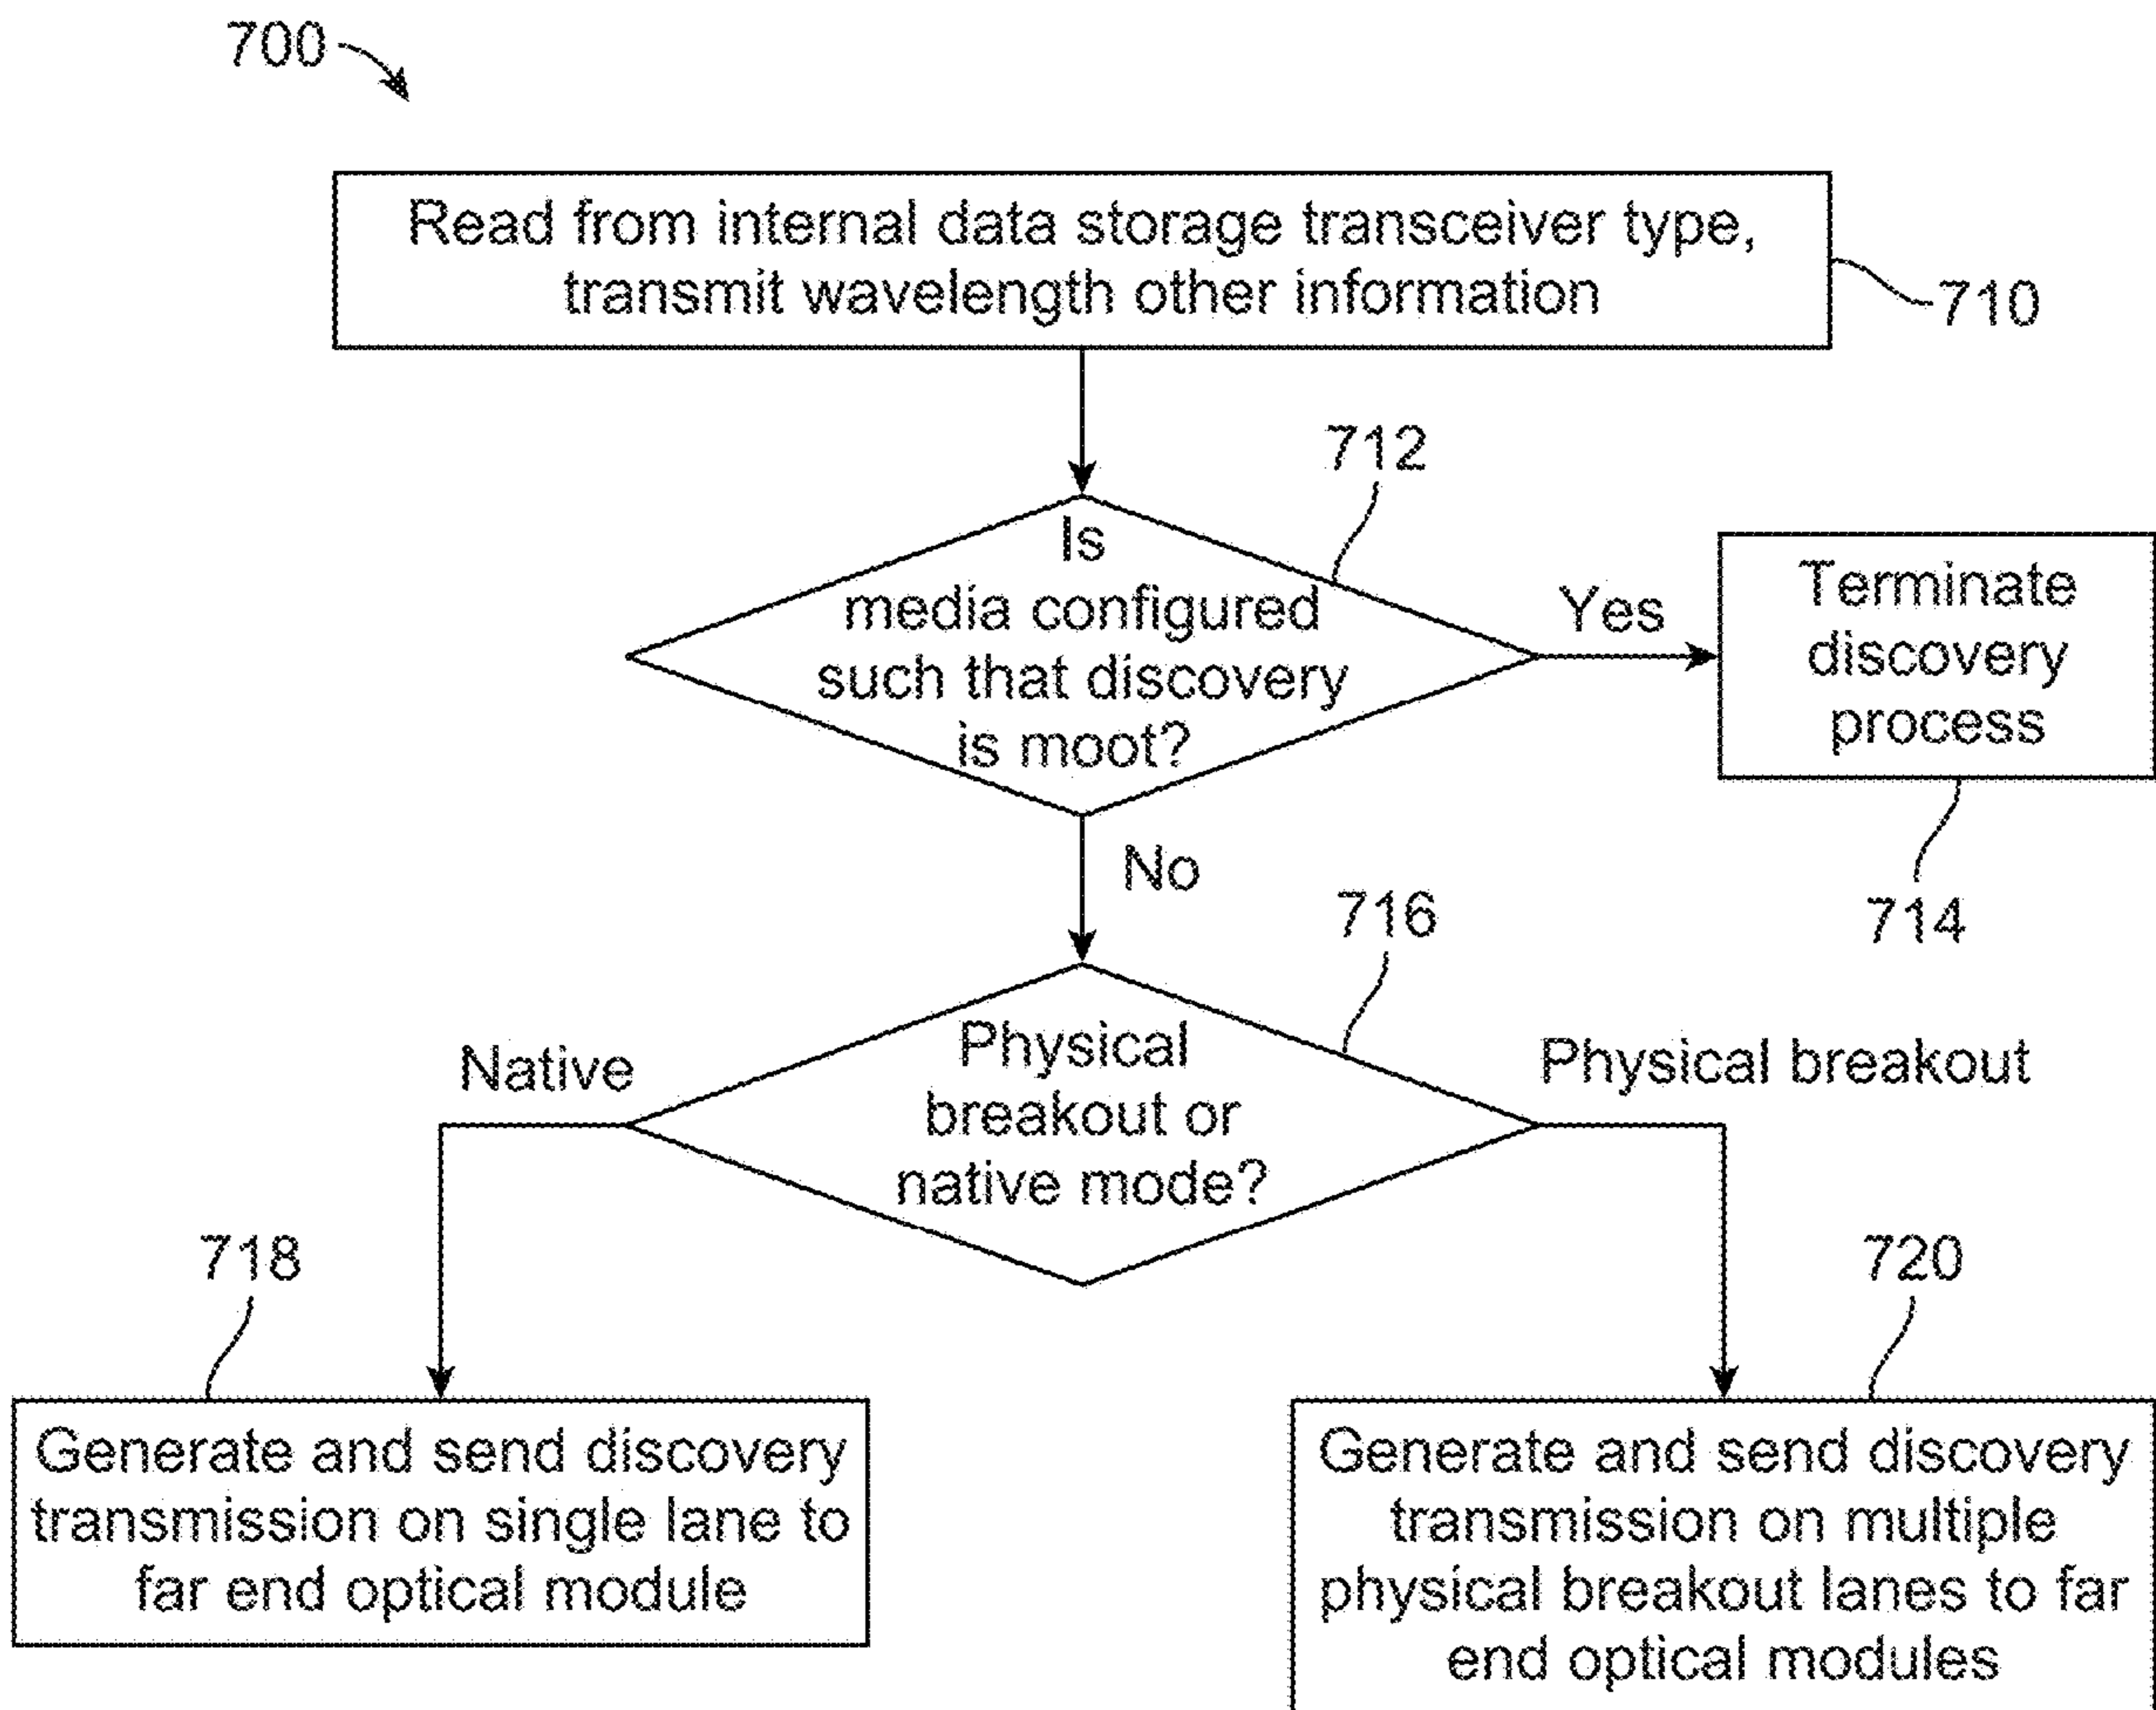 700
Read from internal data storage transceiver type,
transmit wavelength other information
710
712
Is
media configured
such that discovery
is moot?
Yes
Terminate
discovery
process
714
No
716
Physical
breakout or
native mode?
Native
Physical breakout
718
720
Generate and send discovery
transmission on single lane to
far end optical module
Generate and send discovery
transmission on multiple
physical breakout lanes to far
end optical modules